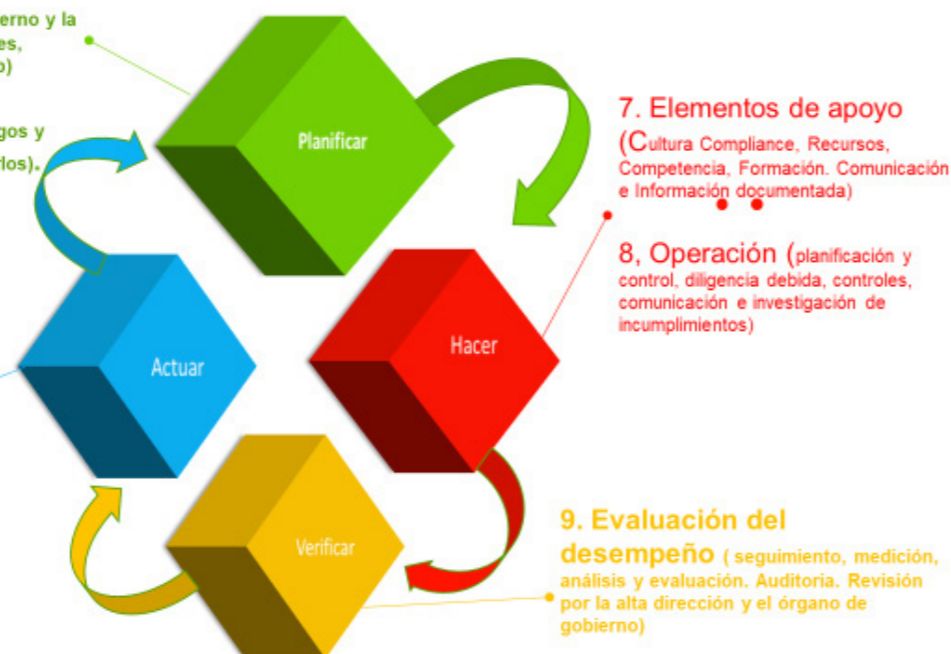 erno y la
es,
o)
gos y
rlos).
Planificar
7. Elementos de apoyo
(Cultura Compliance, Recursos,
Competencia, Formación. Comunicación
e Información documentada)
8, Operación (planificación y
control, diligencia debida, controles,
comunicación e investigación de
incumplimientos)
Hacer
Actuar
Verificar
9. Evaluación del
desempeño ( seguimiento, medición,
análisis y evaluación. Auditoria. Revisión
por la alta dirección y el órgano de
gobierno)